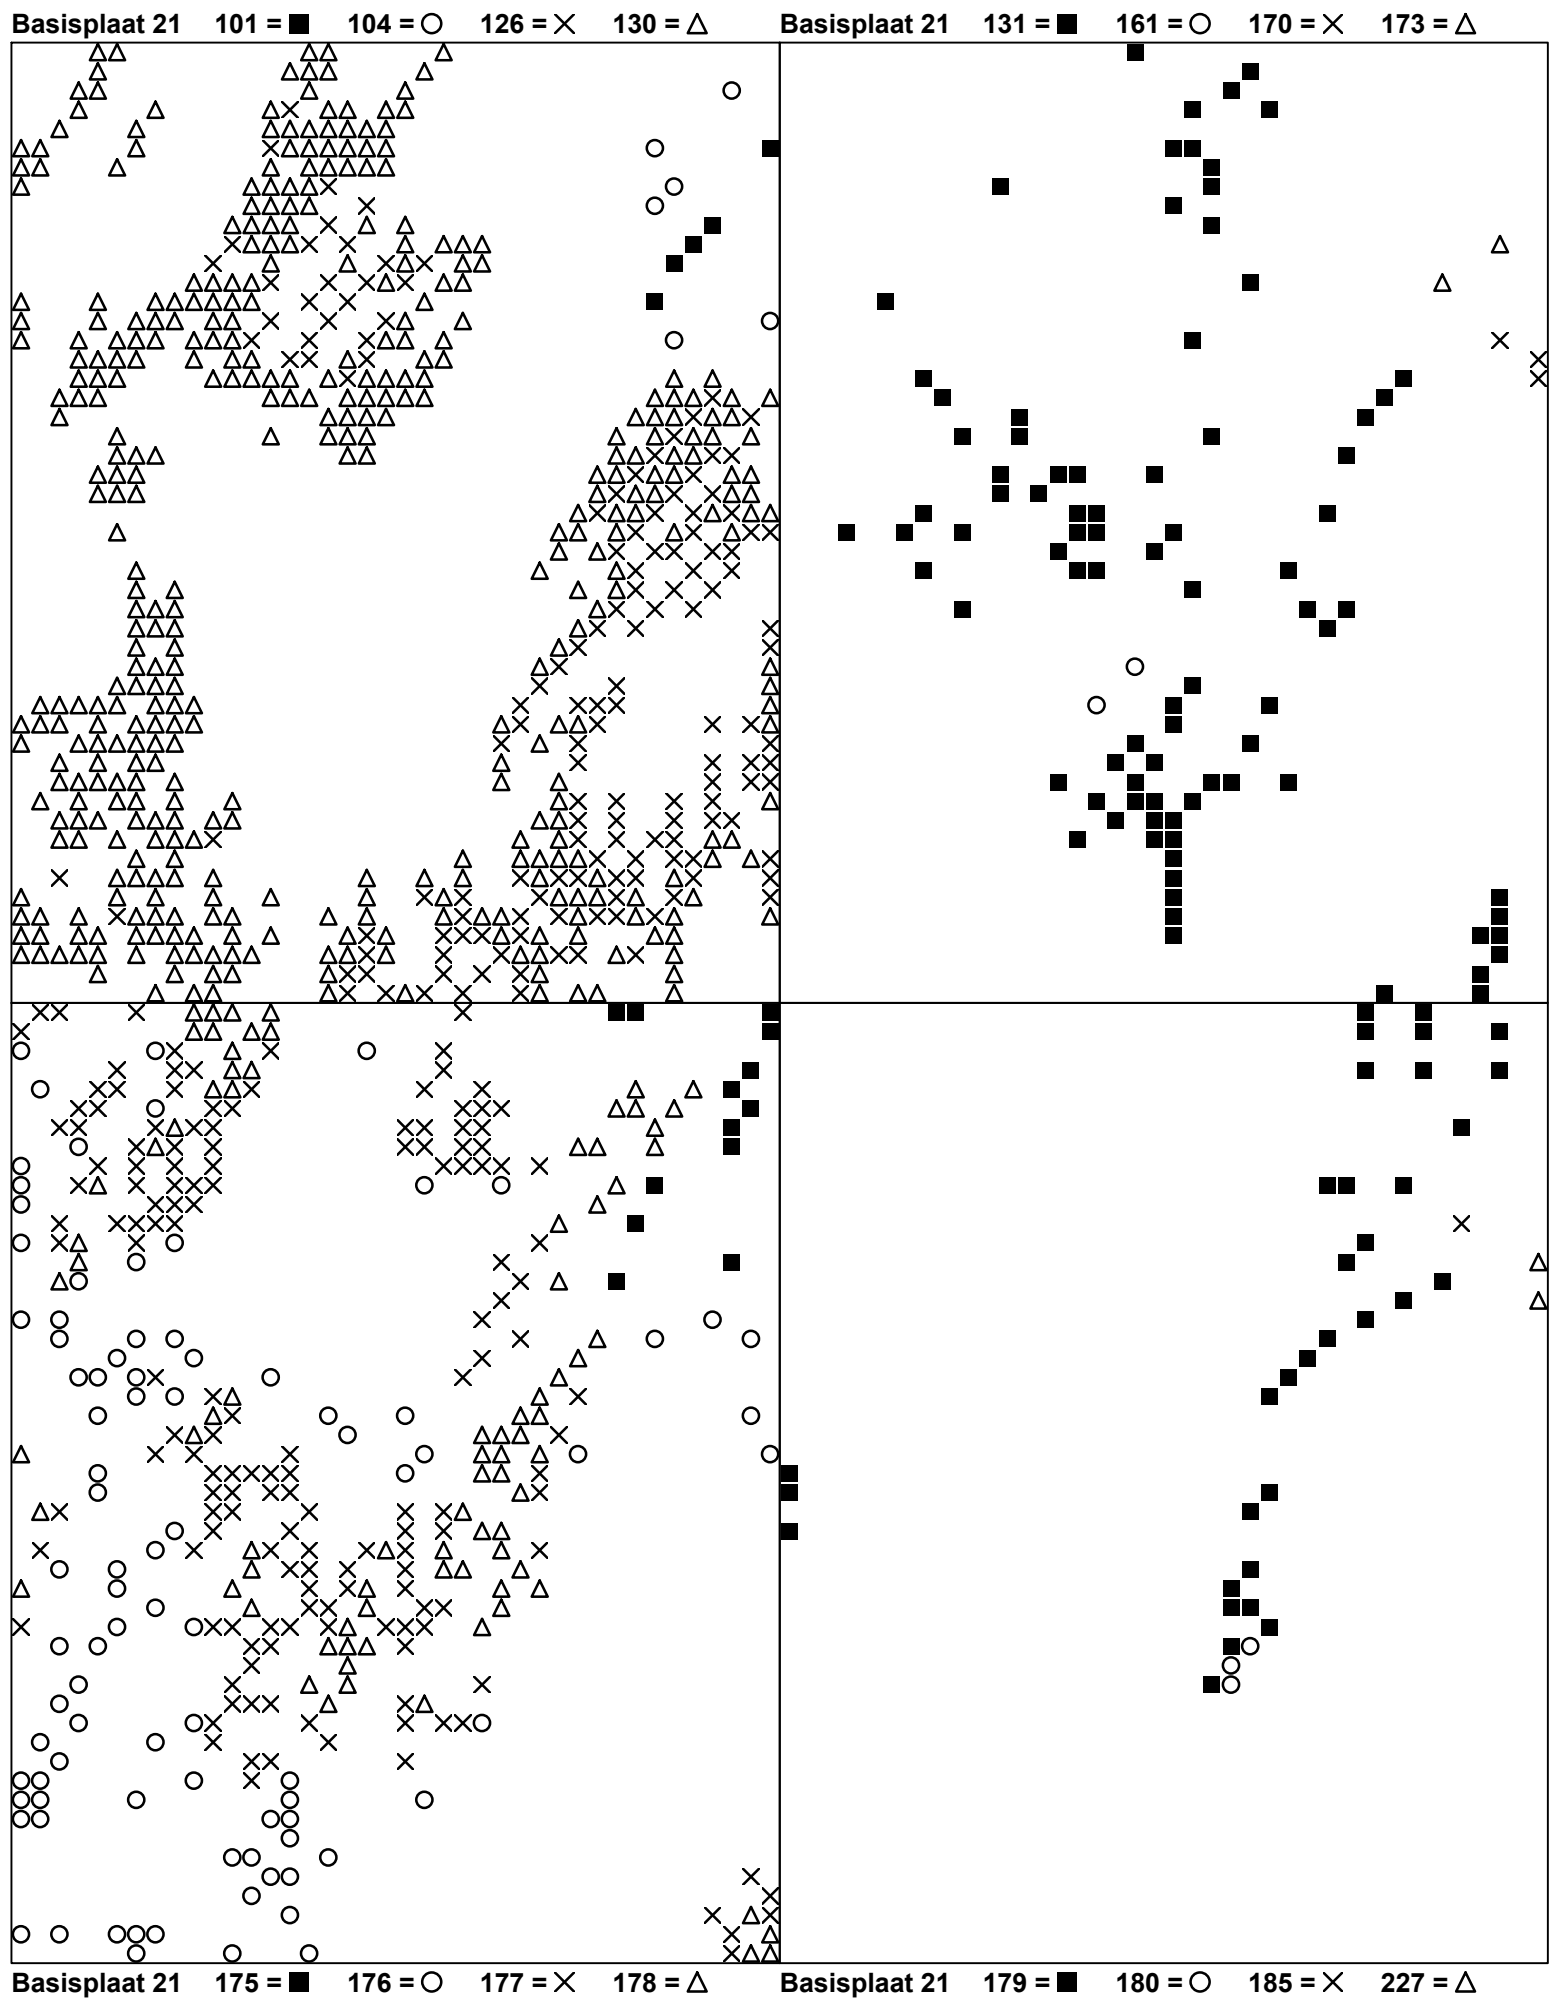 Basisplaat 21 101 = ■ 104 = ○ 126 = × 130 = △
Basisplaat 21 131 = ■ 161 = ○ 170 = × 173 = △
Basisplaat 21 175 = ■ 176 = ○ 177 = × 178 = △
Basisplaat 21 179 = ■ 180 = ○ 185 = × 227 = △